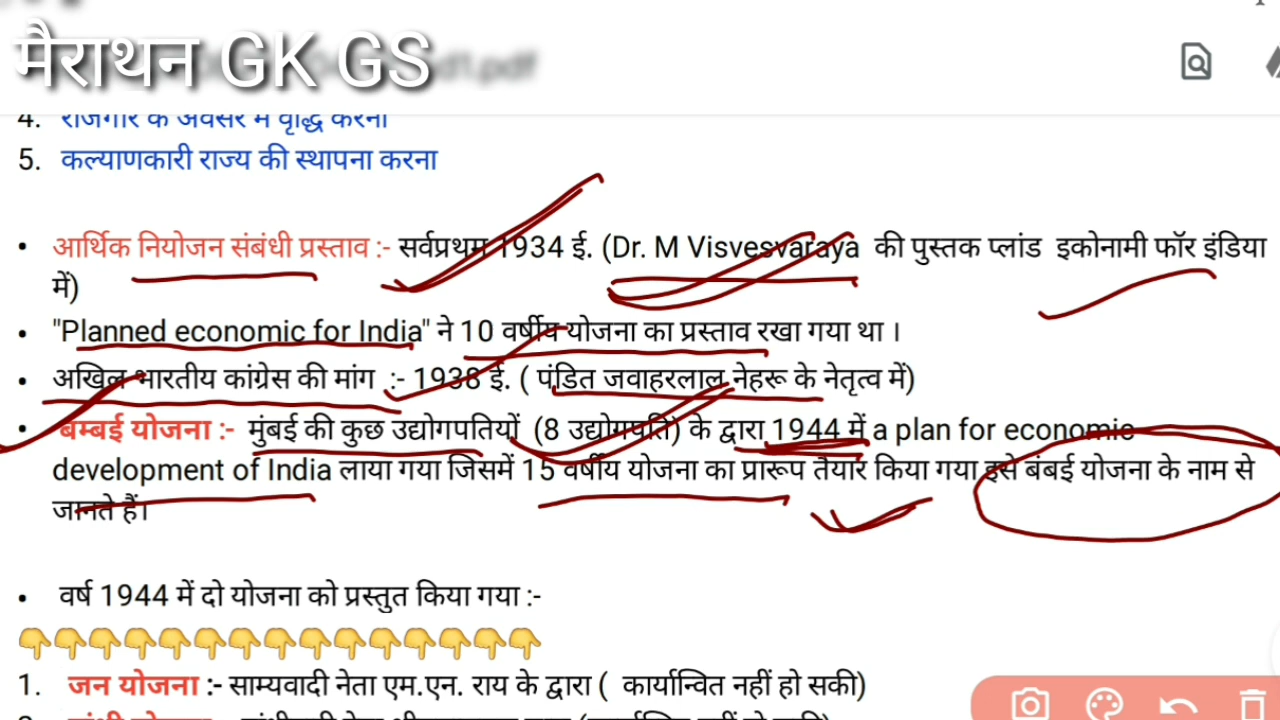 मैराथन GK GS
d1.pdf
4. रोजगार के अवसर में वृद्धि करना
5. कल्याणकारी राज्य की स्थापना करना
• आर्थिक नियोजन संबंधी प्रस्ताव :- सर्वप्रथम 1934 ई. (Dr. M Visvesvaraya की पुस्तक प्लांड इकोनामी फॉर इंडिया
में)
• "Planned economic for India" ने 10 वर्षीय योजना का प्रस्ताव रखा गया था ।
• अखिल भारतीय कांग्रेस की मांग :- 1938 ई. ( पंडित जवाहरलाल नेहरू के नेतृत्व में)
• बम्बई योजना :- मुंबई की कुछ उद्योगपतियों (8 उद्योगपति) के द्वारा 1944 में a plan for economic
development of India लाया गया जिसमें 15 वर्षीय योजना का प्रारूप तैयार किया गया इसे बंबई योजना के नाम से
जानते हैं।
• वर्ष 1944 में दो योजना को प्रस्तुत किया गया :-
1. जन योजना :- साम्यवादी नेता एम.एन. राय के द्वारा ( कार्यान्वित नहीं हो सकी)